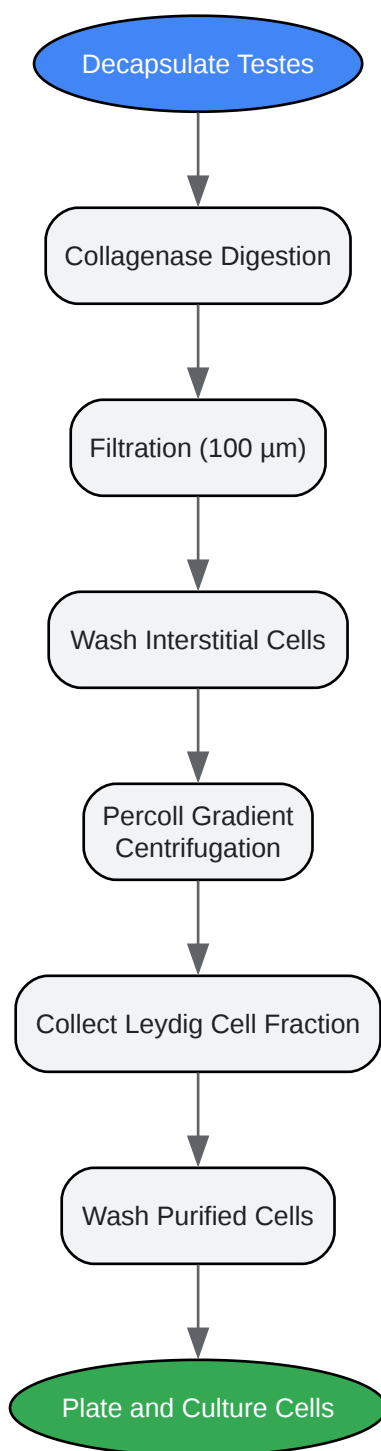 Decapsulate Testes
Collagenase Digestion
Filtration (100 µm)
Wash Interstitial Cells
Percoll Gradient
Centrifugation
Collect Leydig Cell Fraction
Wash Purified Cells
Plate and Culture Cells